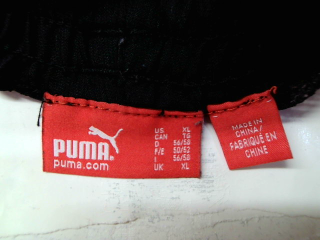 PUMA
puma.com
US XL
CAN TG
D 56/58
F/E 50/52
I 56/58
UK XL
MADE IN
CHINA/
FABRIQUÉ EN
CHINE